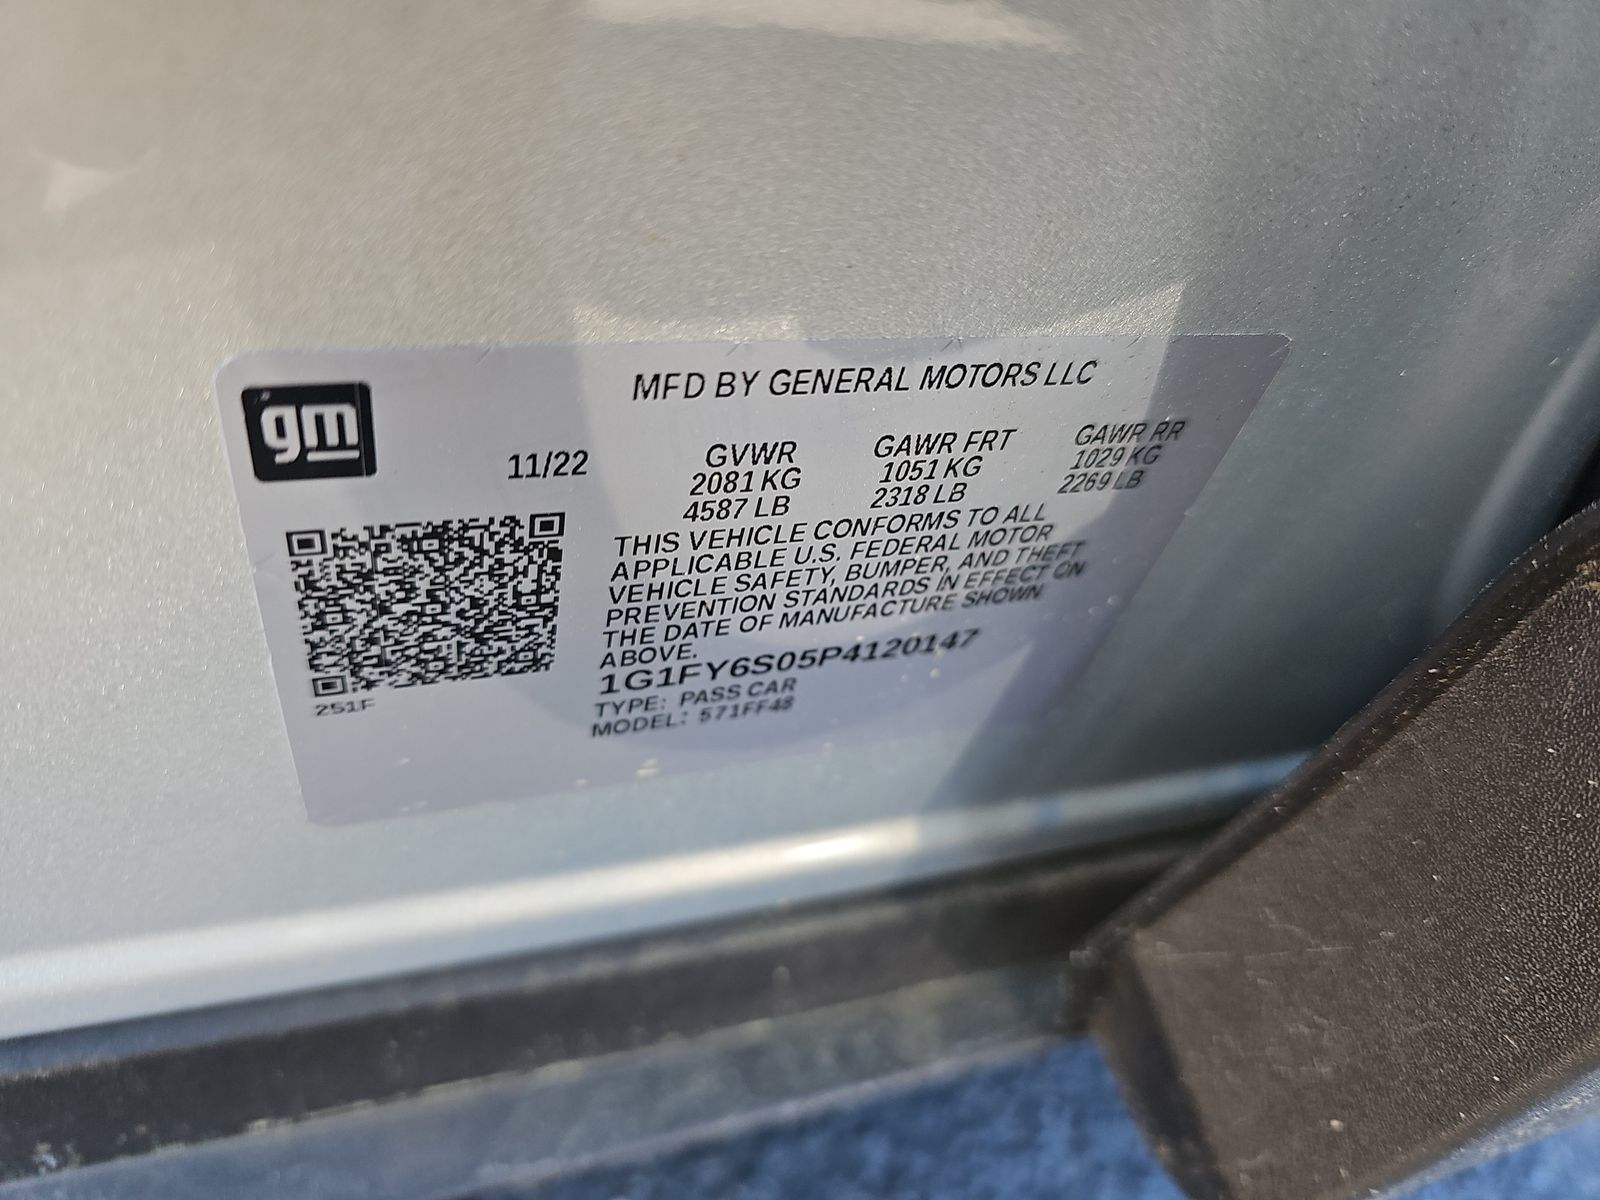 gm
MFD BY GENERAL MOTORS LLC
11/22
GVWR GAWR FRT GAWR RR
2081 KG 1051 KG 1029 KG
4587 LB 2318 LB 2269 LB
THIS VEHICLE CONFORMS TO ALL
APPLICABLE U.S. FEDERAL MOTOR
VEHICLE SAFETY, BUMPER, AND THEFT
PREVENTION STANDARDS IN EFFECT ON
THE DATE OF MANUFACTURE SHOWN
ABOVE.
1G1FY6S05P4120147
TYPE: PASS CAR
MODEL: 571FF48
251F